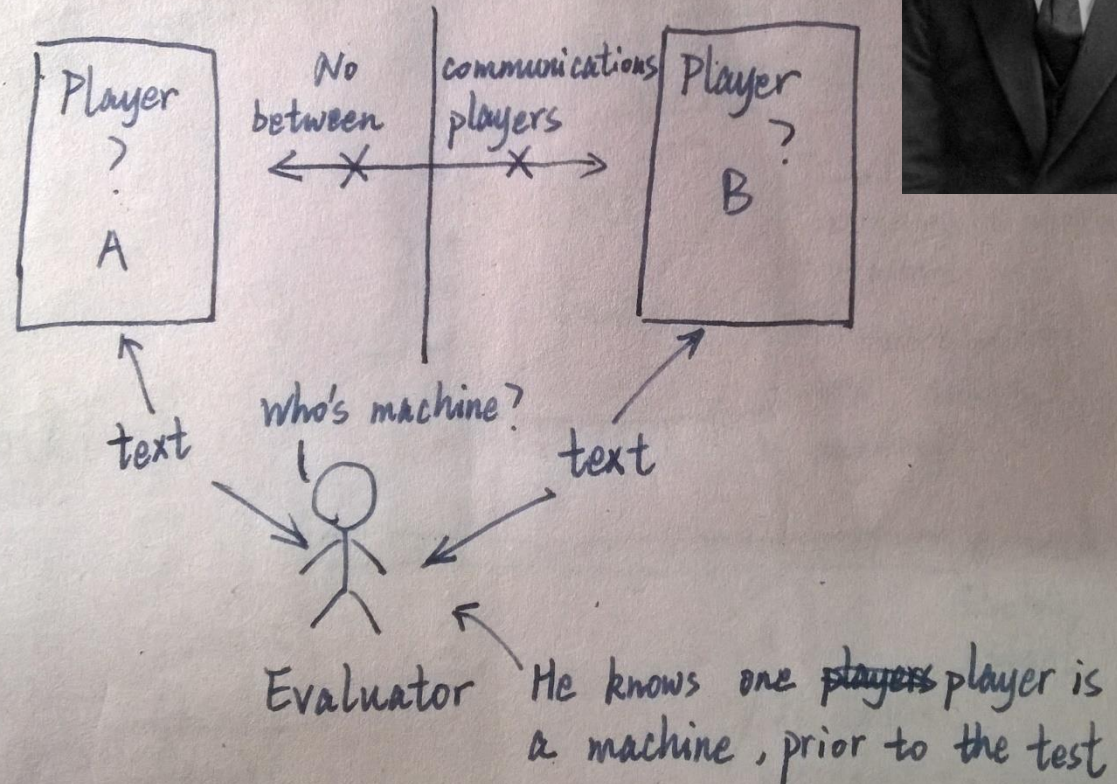 Player
?
A
No communications
between players
Player
?
B
who's machine?
text
text
Evaluator
He knows one players player is
a machine, prior to the test